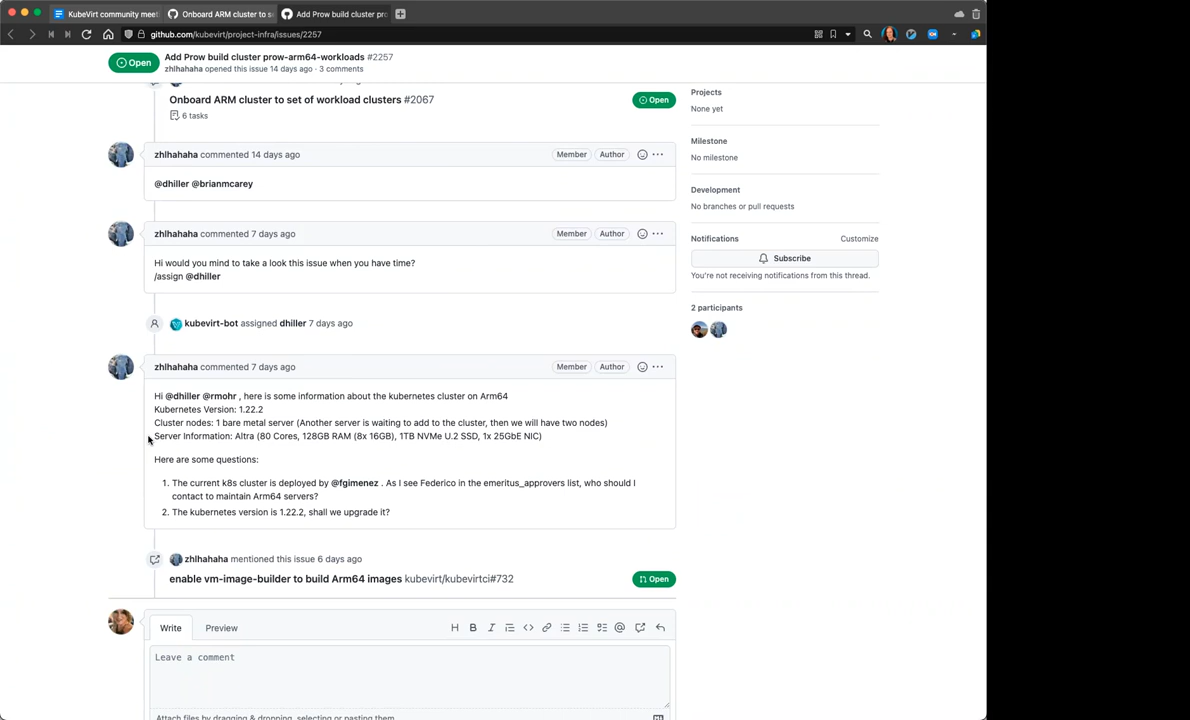 KubeVirt community meet
Onboard ARM cluster to s
Add Prow build cluster pro
github.com/kubevirt/project-infra/issues/2257
Open
Add Prow build cluster prow-arm64-workloads #2257
zhlhahaha opened this issue 14 days ago · 3 comments
Onboard ARM cluster to set of workload clusters #2067
Open
6 tasks
zhlhahaha commented 14 days ago
Member
Author
@dhiller @brianmcarey
zhlhahaha commented 7 days ago
Member
Author
Hi would you mind to take a look this issue when you have time?
/assign @dhiller
kubevirt-bot assigned dhiller 7 days ago
zhlhahaha commented 7 days ago
Member
Author
Hi @dhiller @rmohr , here is some information about the kubernetes cluster on Arm64
Kubernetes Version: 1.22.2
Cluster nodes: 1 bare metal server (Another server is waiting to add to the cluster, then we will have two nodes)
Server Information: Altra (80 Cores, 128GB RAM (8x 16GB), 1TB NVMe U.2 SSD, 1x 25GbE NIC)
Here are some questions:
1. The current k8s cluster is deployed by @fgimenez . As I see Federico in the emeritus_approvers list, who should I
contact to maintain Arm64 servers?
2. The kubernetes version is 1.22.2, shall we upgrade it?
zhlhahaha mentioned this issue 6 days ago
enable vm-image-builder to build Arm64 images kubevirt/kubevirtci#732
Open
Write
Preview
Leave a comment
Attach files by dragging & dropping, selecting or pasting them.
Projects
None yet
Milestone
No milestone
Development
No branches or pull requests
Notifications
Customize
Subscribe
You're not receiving notifications from this thread.
2 participants